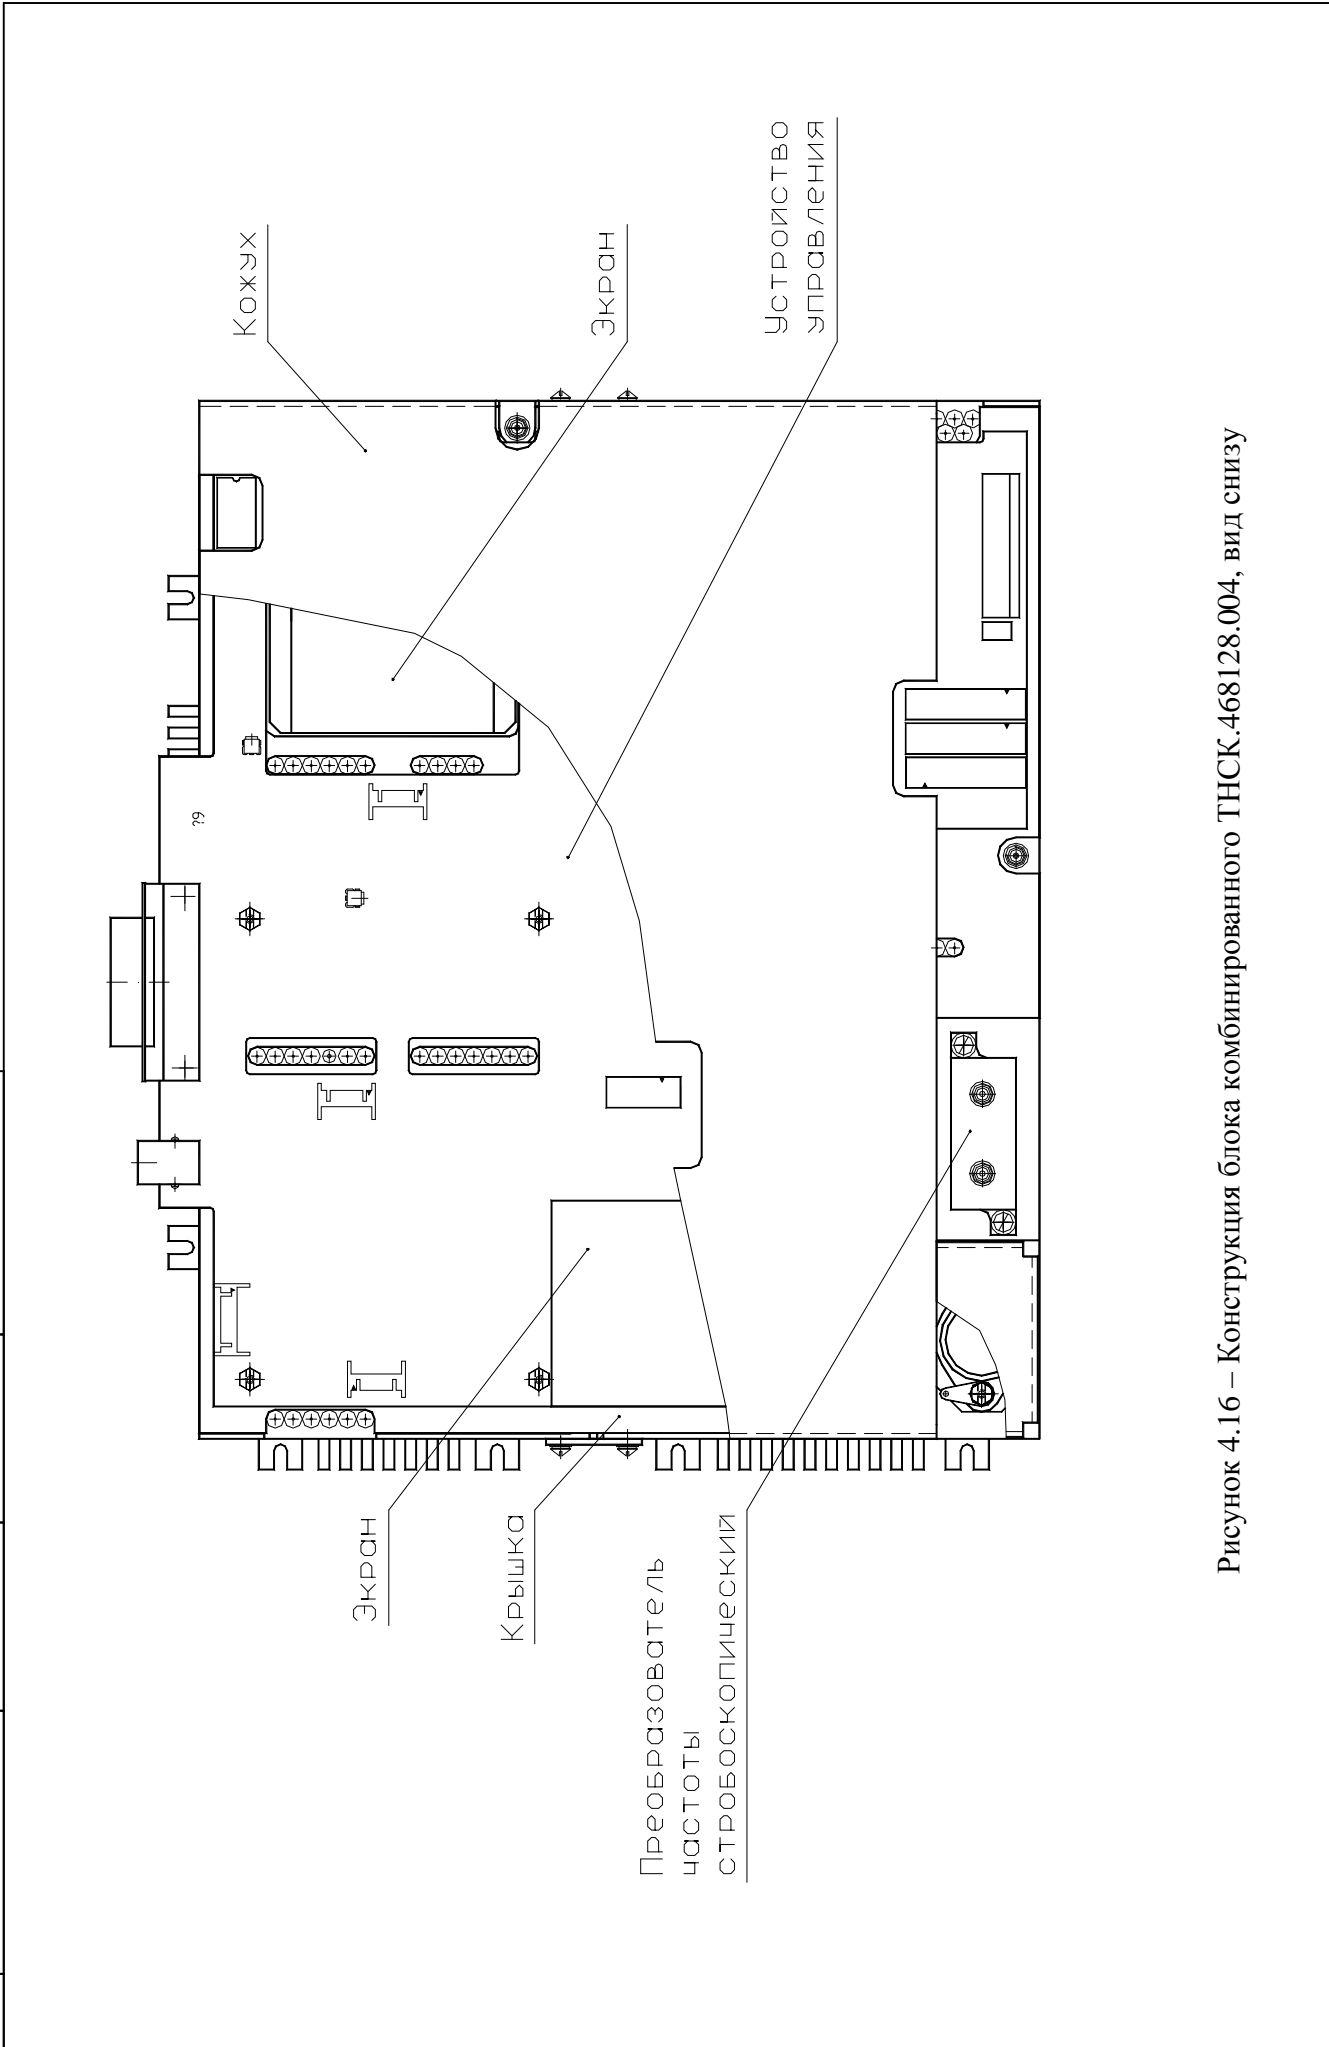 Экран
Крышка
Преобразователь
частоты
стробоскопический
Кожух
Экран
Устройство
управления
?9
Рисунок 4.16 – Конструкция блока комбинированного ТНСК.468128.004, вид снизу